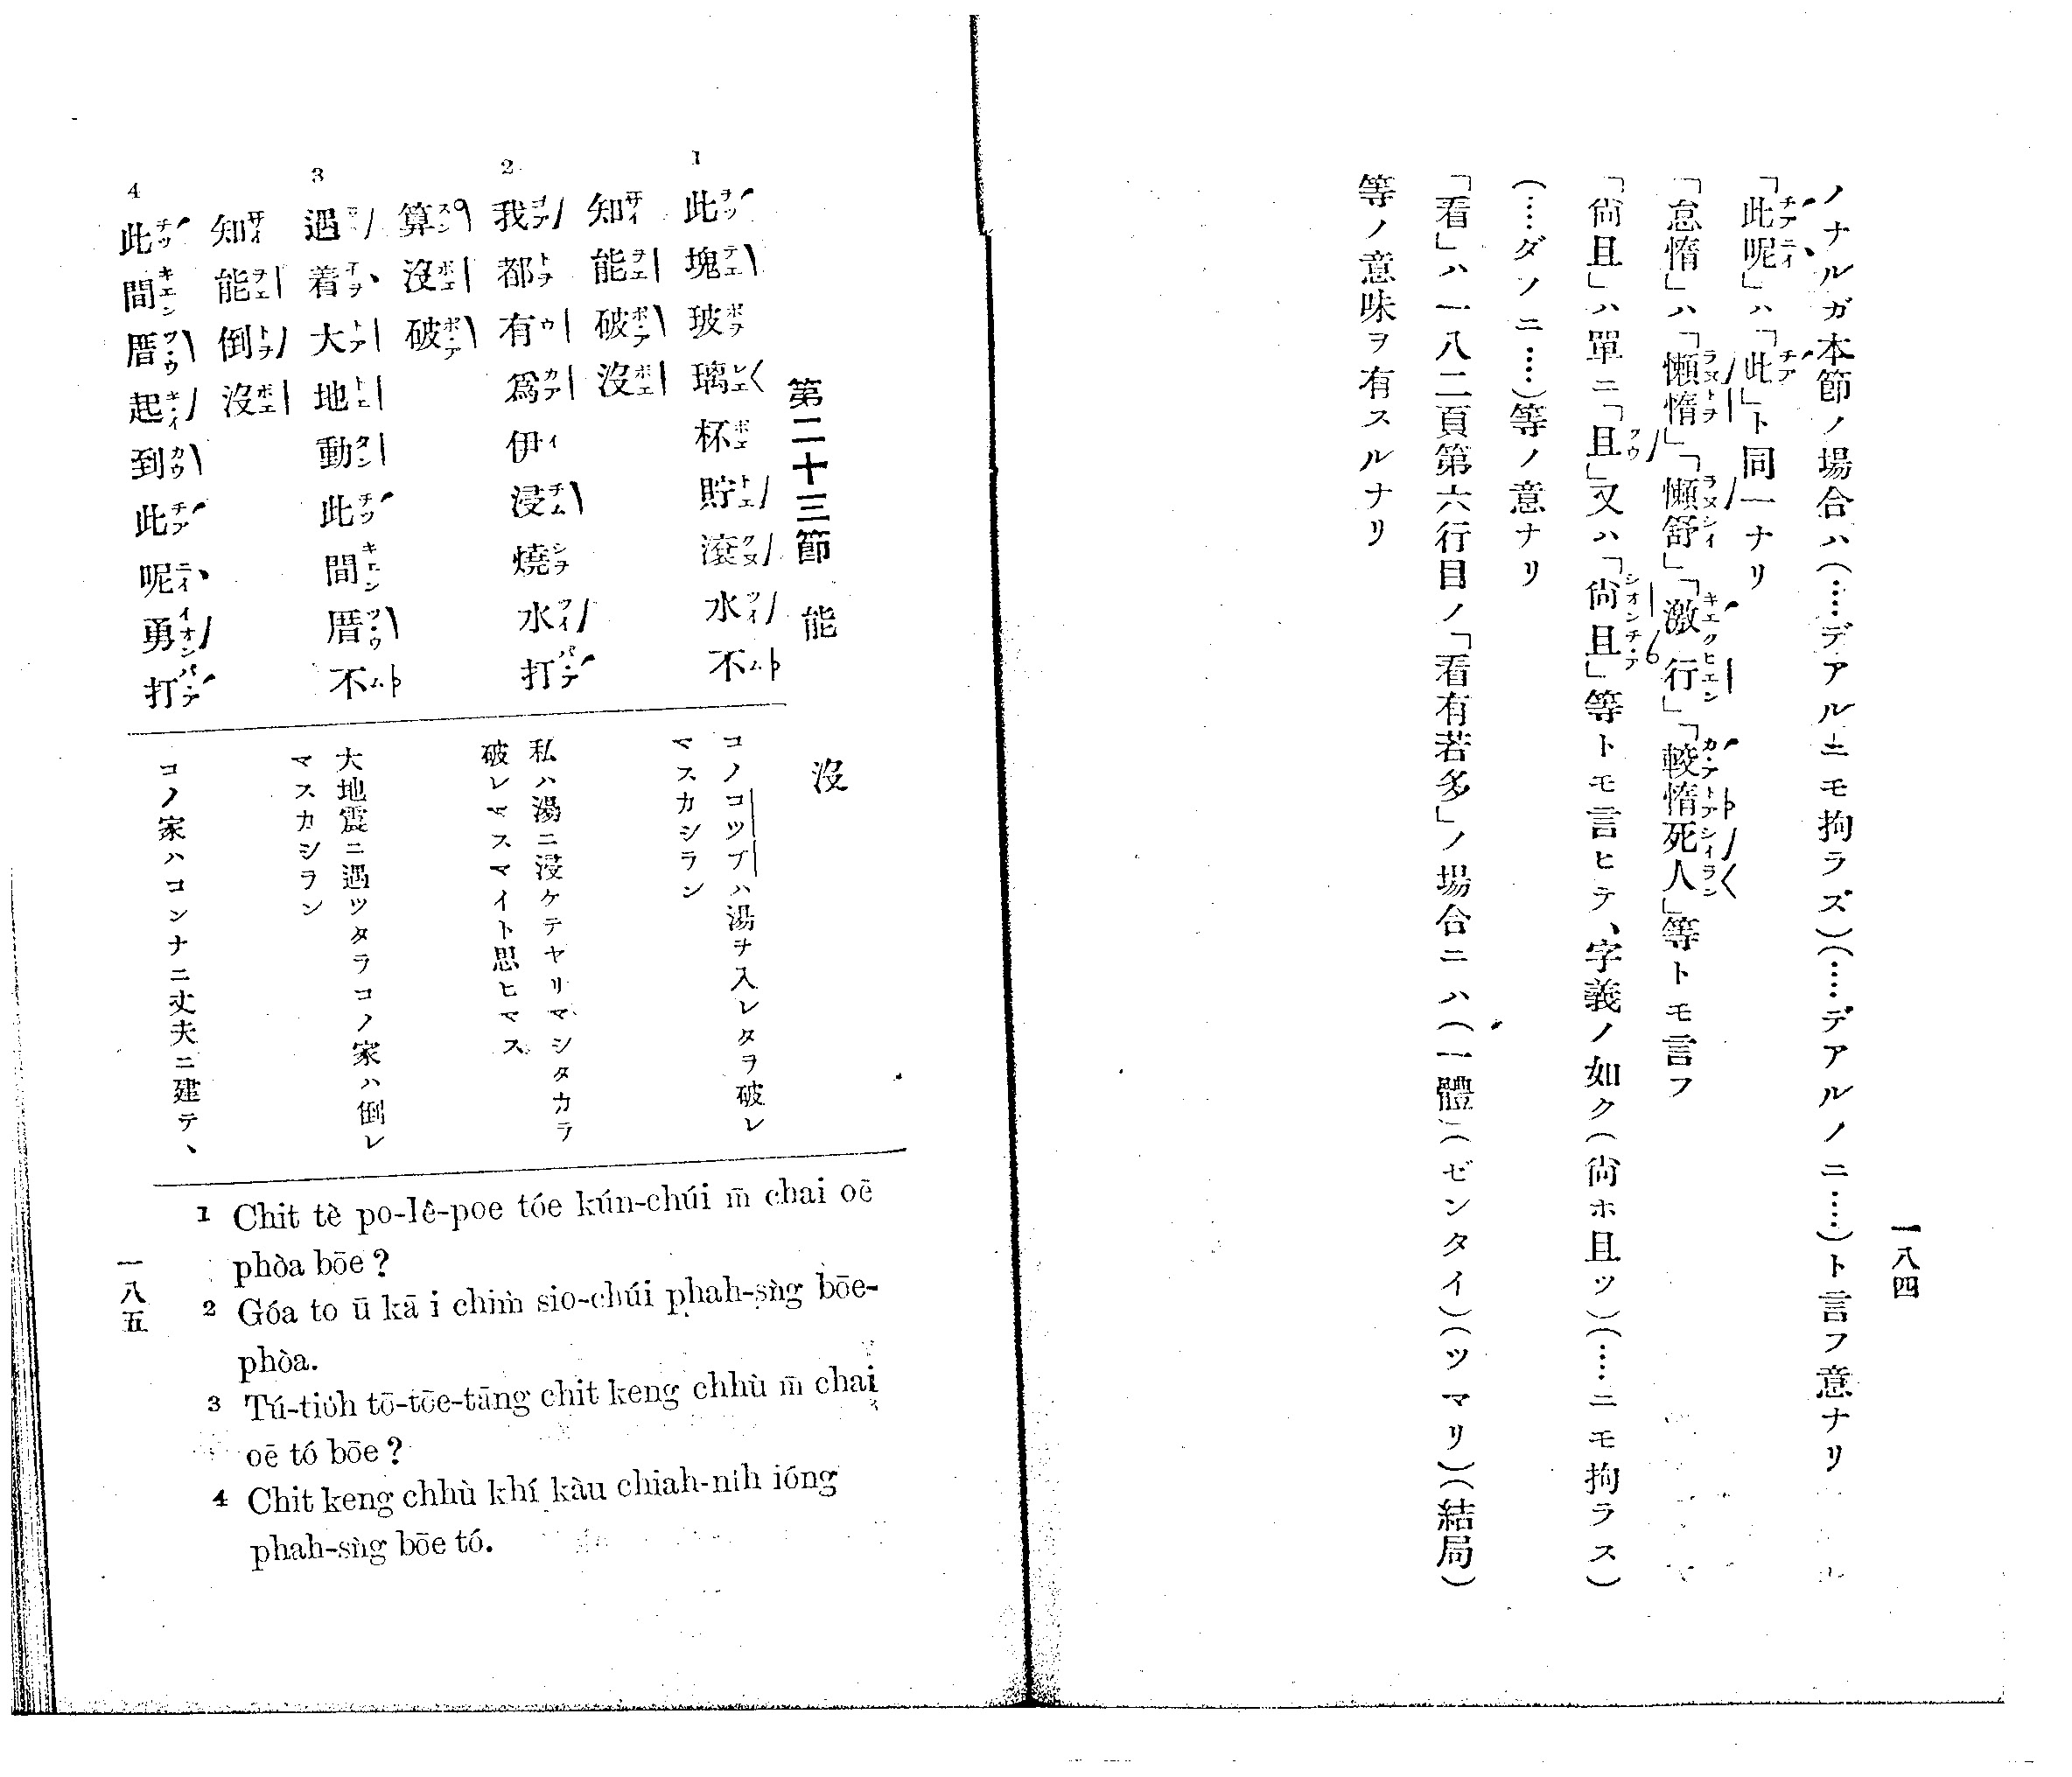 一八四
ノナルガ本節ノ場合ハ(……デアルニモ拘ラズ)(……デアルノニ……)ト言フ意ナリ
「此呢」ハ「此」ト同一ナリ
「怠惰」ハ「懶惰」「懶舒」「激行」「較惰死人」等トモ言フ
「尙且」ハ單ニ「且」又ハ「尙且」等トモ言ヒテ、字義ノ如ク(尙ホ且ツ)(……ニモ拘ラス)
(……ダノニ……)等ノ意ナリ
「看」ハ一八二頁第六行目ノ「看有若多」ノ場合ニハ(一體)(ゼンタイ)(ツマリ)(結局)
等ノ意味ヲ有スルナリ
第二十三節 能 沒
1 此塊玻璃杯貯滾水不
知能破沒
2 我都有爲伊浸燒水打
算沒破
3 遇着大地動此間厝不
知能倒沒
4 此間厝起到此呢勇打
コノコツプハ湯ヲ入レタヲ破レ
マスカシラン
私ハ湯ニ浸ケテヤリマシタカラ
破レマスマイト思ヒマス
大地震ニ遇ツタラコノ家ハ倒レ
マスカシラン
コノ家ハコンナニ丈夫ニ建テ、
1 Chit tè po-lê-poe tóe kún-chúi m̄ chai oē
phòa bōe?
2 Góa to ū kā i chìm sio-chúi phah-sǹg bōe-
phòa.
3 Tú-tio̍h tō-tōe-tāng chit keng chhù m̄ chai
oē tó bōe?
4 Chit keng chhù khí kàu chiah-nih ióng
phah-sǹg bōe tó.
一八五